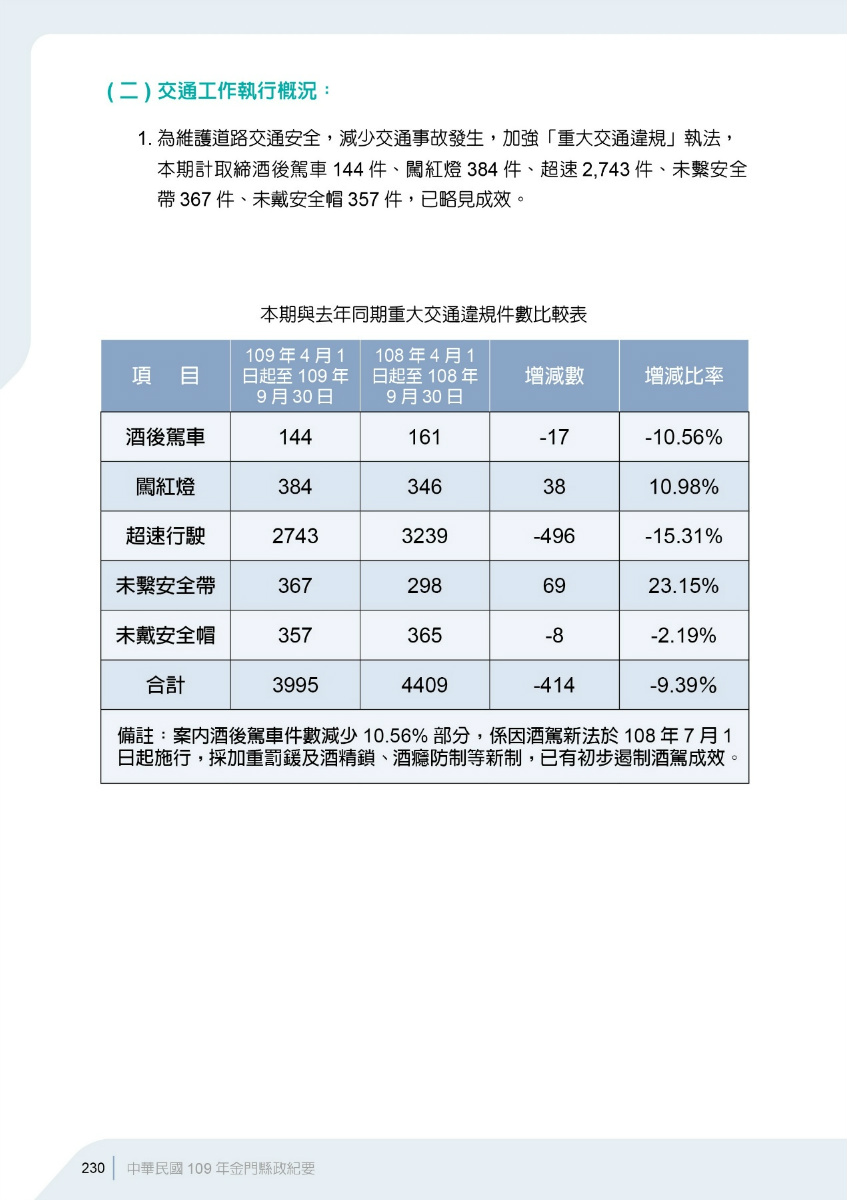 (二)交通工作執行概況：
1. 為維護道路交通安全，減少交通事故發生，加強「重大交通違規」執法，
本期計取締酒後駕車 144 件、闖紅燈 384 件、超速 2,743 件、未繫安全
帶 367 件、未戴安全帽 357 件，已略見成效。
本期與去年同期重大交通違規件數比較表
項 目 109 年 4 月 1 日起至 109 年 9 月 30 日 108 年 4 月 1 日起至 108 年 9 月 30 日 增減數 增減比率
酒後駕車 144 161 -17 -10.56%
闖紅燈 384 346 38 10.98%
超速行駛 2743 3239 -496 -15.31%
未繫安全帶 367 298 69 23.15%
未戴安全帽 357 365 -8 -2.19%
合計 3995 4409 -414 -9.39%
備註：案內酒後駕車件數減少 10.56% 部分，係因酒駕新法於 108 年 7 月 1
日起施行，採加重罰鍰及酒精鎖、酒癮防制等新制，已有初步遏制酒駕成效。
230 中華民國 109 年金門縣政紀要